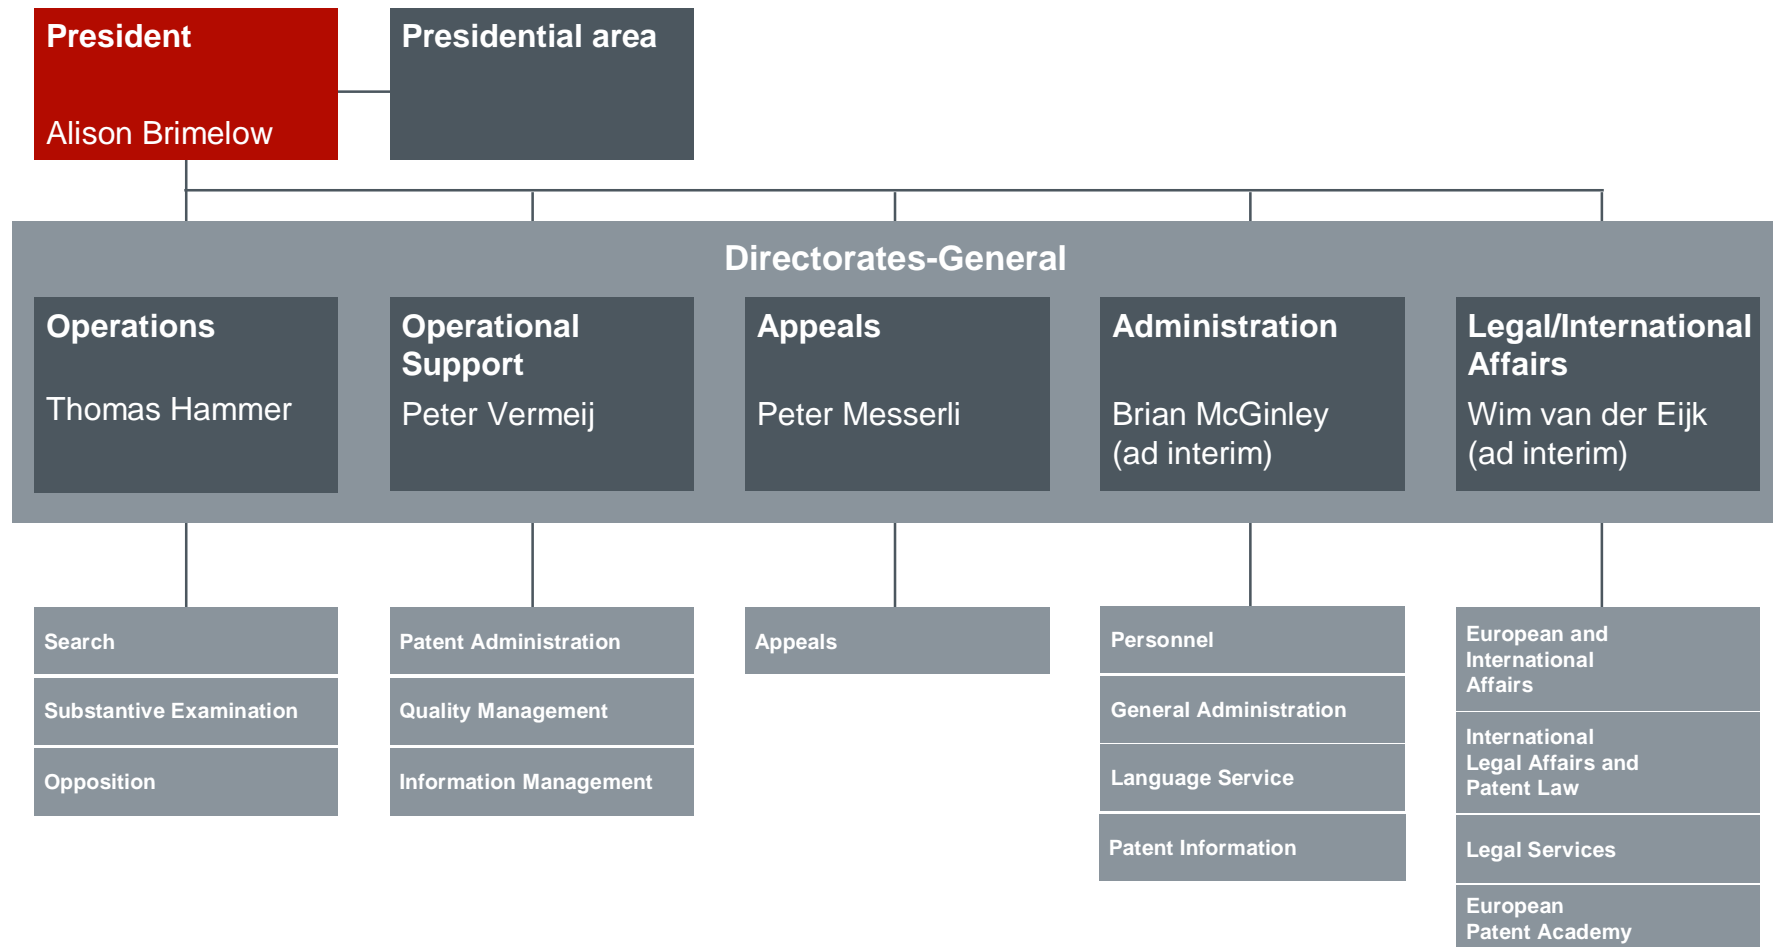 President
Alison Brimelow
Presidential area
Directorates-General
Operations
Thomas Hammer
Operational
Support
Peter Vermeij
Appeals
Peter Messerli
Administration
Brian McGinley
(ad interim)
Legal/International
Affairs
Wim van der Eijk
(ad interim)
Search
Substantive Examination
Opposition
Patent Administration
Quality Management
Information Management
Appeals
Personnel
General Administration
Language Service
Patent Information
European and
International
Affairs
International
Legal Affairs and
Patent Law
Legal Services
European
Patent Academy